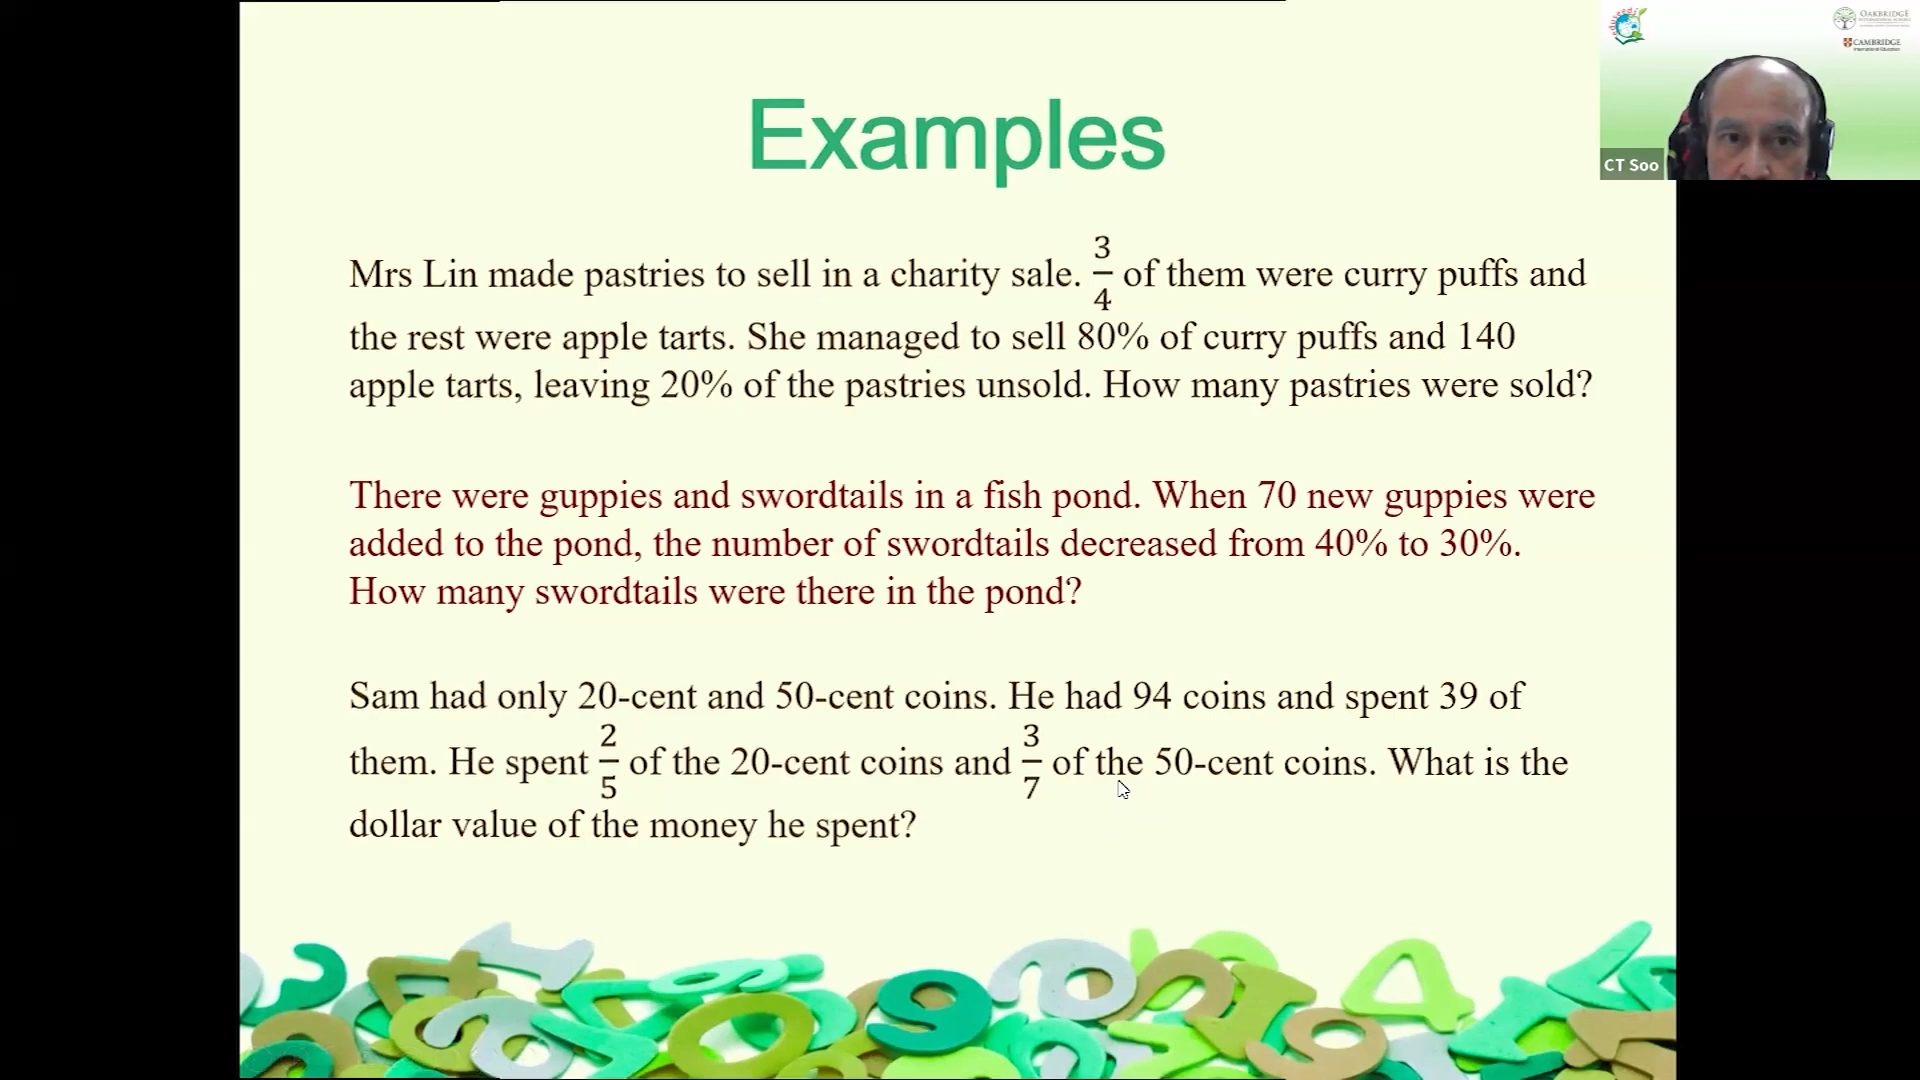 Examples
Mrs Lin made pastries to sell in a charity sale. 3/4 of them were curry puffs and
the rest were apple tarts. She managed to sell 80% of curry puffs and 140
apple tarts, leaving 20% of the pastries unsold. How many pastries were sold?
There were guppies and swordtails in a fish pond. When 70 new guppies were
added to the pond, the number of swordtails decreased from 40% to 30%.
How many swordtails were there in the pond?
Sam had only 20-cent and 50-cent coins. He had 94 coins and spent 39 of
them. He spent 2/5 of the 20-cent coins and 3/7 of the 50-cent coins. What is the
dollar value of the money he spent?
CT Soo
OAKBRIDGE
CAMBRIDGE
International Education